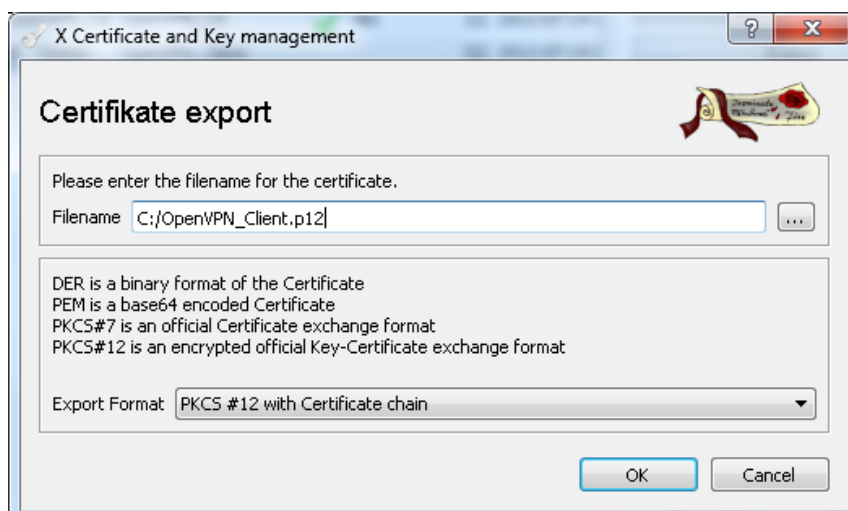 X Certificate and Key management
Certifikate export
Please enter the filename for the certificate.
Filename C:/OpenVPN_Client.p12 ...
DER is a binary format of the Certificate
PEM is a base64 encoded Certificate
PKCS#7 is an official Certificate exchange format
PKCS#12 is an encrypted official Key-Certificate exchange format
Export Format PKCS #12 with Certificate chain
OK Cancel